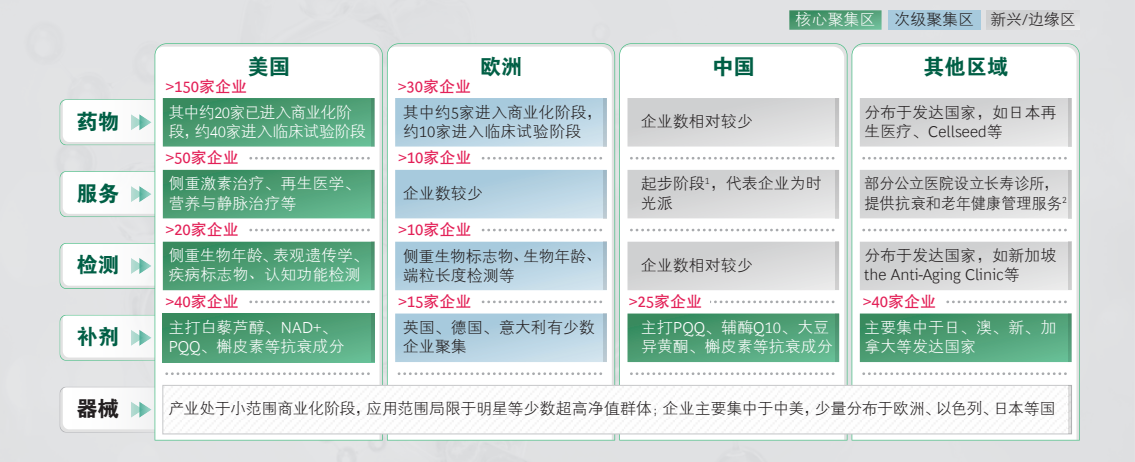 核心聚集区 次级聚集区 新兴/边缘区
美国 欧洲 中国 其他区域
>150家企业 >30家企业
药物
其中约20家已进入商业化阶
段，约40家进入临床试验阶段
其中约5家进入商业化阶段，
约10家进入临床试验阶段
企业数相对较少
分布于发达国家，如日本再
生医疗、Cellseed等
>50家企业 >10家企业
服务
侧重激素治疗、再生医学、
营养与静脉治疗等
企业数较少
起步阶段¹，代表企业为时
光派
部分公立医院设立长寿诊所，
提供抗衰和老年健康管理服务²
>20家企业 >10家企业
检测
侧重生物年龄、表观遗传学、
疾病标志物、认知功能检测
侧重生物标志物、生物年龄、
端粒长度检测等
企业数相对较少
分布于发达国家，如新加坡
the Anti-Aging Clinic等
>40家企业 >15家企业 >25家企业 >40家企业
补剂
主打白藜芦醇、NAD+、
PQQ、槲皮素等抗衰成分
英国、德国、意大利有少数
企业聚集
主打PQQ、辅酶Q10、大豆
异黄酮、槲皮素等抗衰成分
主要集中于日、澳、新、加
拿大等发达国家
器械
产业处于小范围商业化阶段，应用范围局限于明星等少数超高净值群体；企业主要集中于中美，少量分布于欧洲、以色列、日本等国